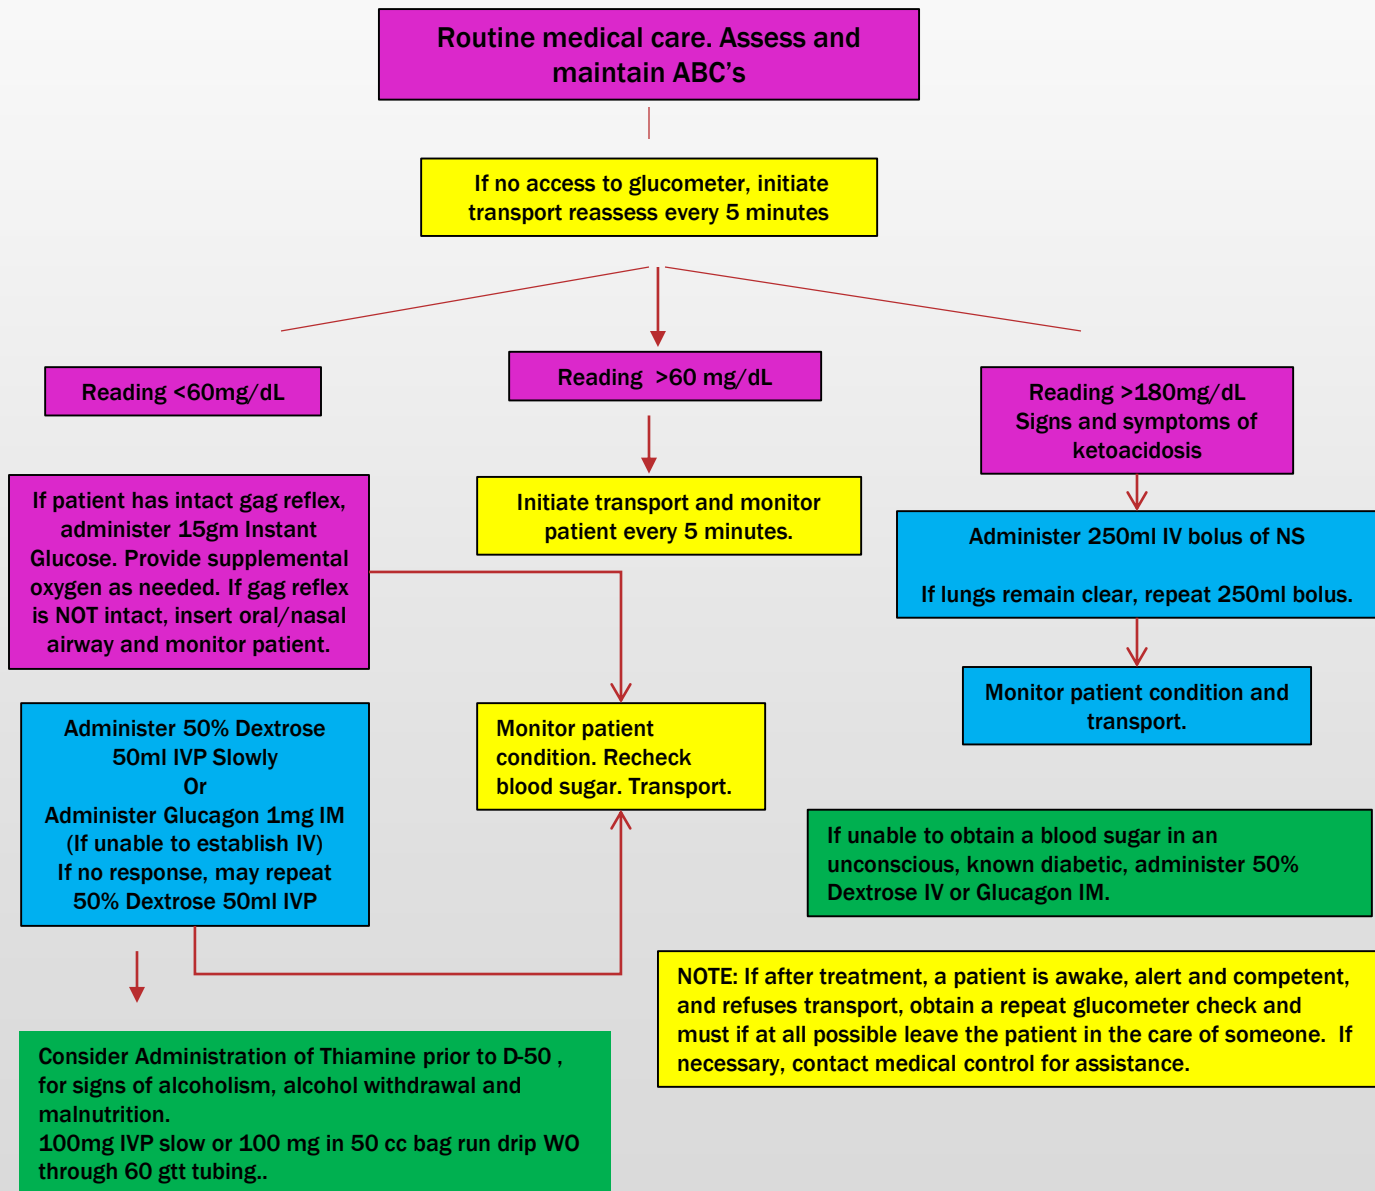 Routine medical care. Assess and
maintain ABC’s
If no access to glucometer, initiate
transport reassess every 5 minutes
Reading <60mg/dL
Reading  >60 mg/dL
Reading >180mg/dL
Signs and symptoms of
ketoacidosis
If patient has intact gag reflex,
administer 15gm Instant
Glucose. Provide supplemental
oxygen as needed. If gag reflex
is NOT intact, insert oral/nasal
airway and monitor patient.
Initiate transport and monitor
patient every 5 minutes.
Administer 250ml IV bolus of NS
If lungs remain clear, repeat 250ml bolus.
Administer 50% Dextrose
50ml IVP Slowly
Or
Administer Glucagon 1mg IM
(If unable to establish IV)
If no response, may repeat
50% Dextrose 50ml IVP
Monitor patient
condition. Recheck
blood sugar. Transport.
Monitor patient condition and
transport.
If unable to obtain a blood sugar in an
unconscious, known diabetic, administer 50%
Dextrose IV or Glucagon IM.
NOTE: If after treatment, a patient is awake, alert and competent,
and refuses transport, obtain a repeat glucometer check and
must if at all possible leave the patient in the care of someone.  If
necessary, contact medical control for assistance.
Consider Administration of Thiamine prior to D-50 ,
for signs of alcoholism, alcohol withdrawal and
malnutrition.
100mg IVP slow or 100 mg in 50 cc bag run drip WO
through 60 gtt tubing..